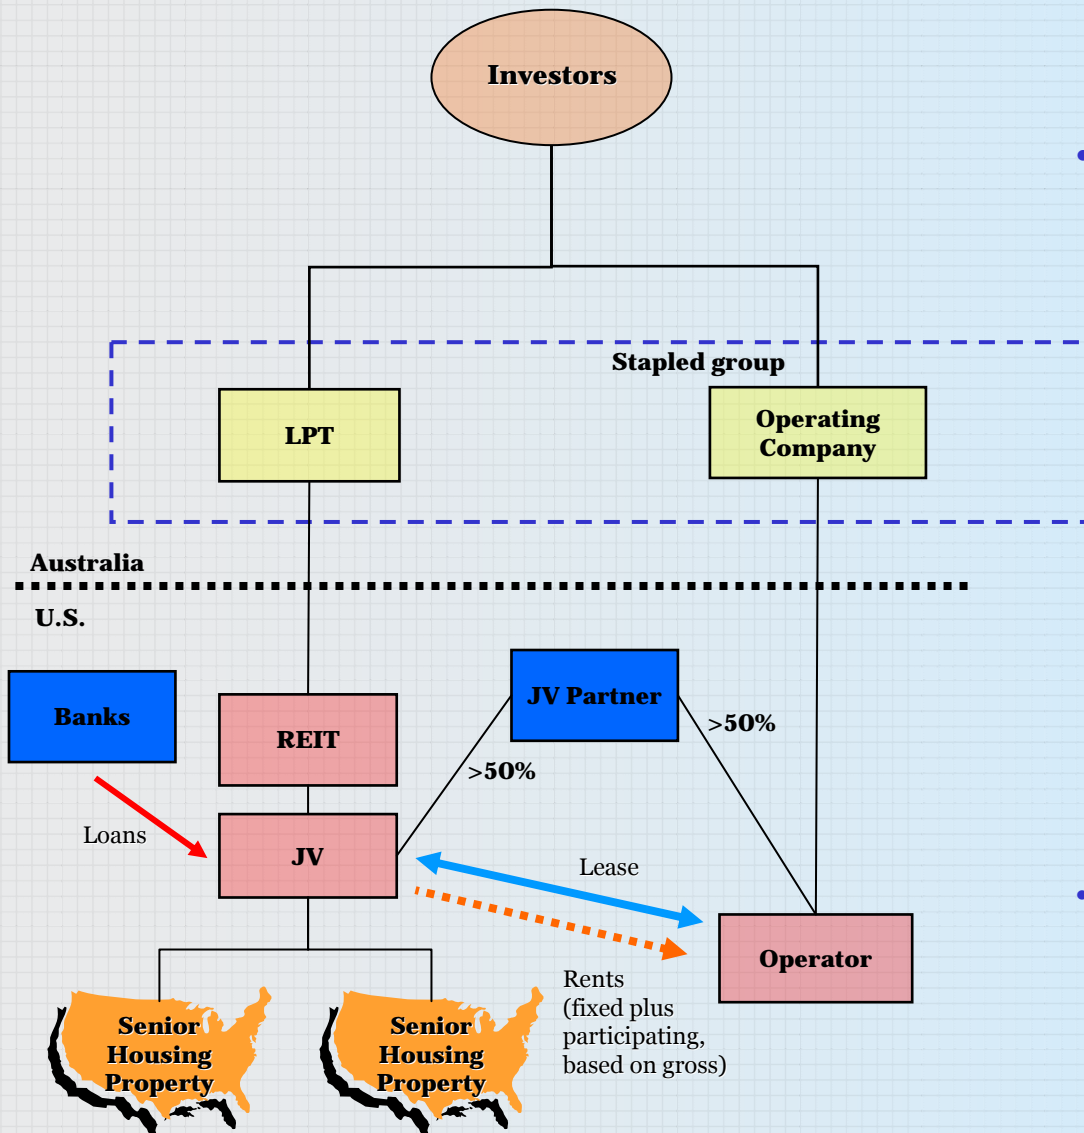 Investors
Stapled group
LPT
Operating
Company
Australia
U.S.
Banks
REIT
JV Partner
>50%
>50%
Loans
JV
Lease
Operator
Rents
(fixed plus
participating,
based on gross)
Senior
Housing
Property
Senior
Housing
Property